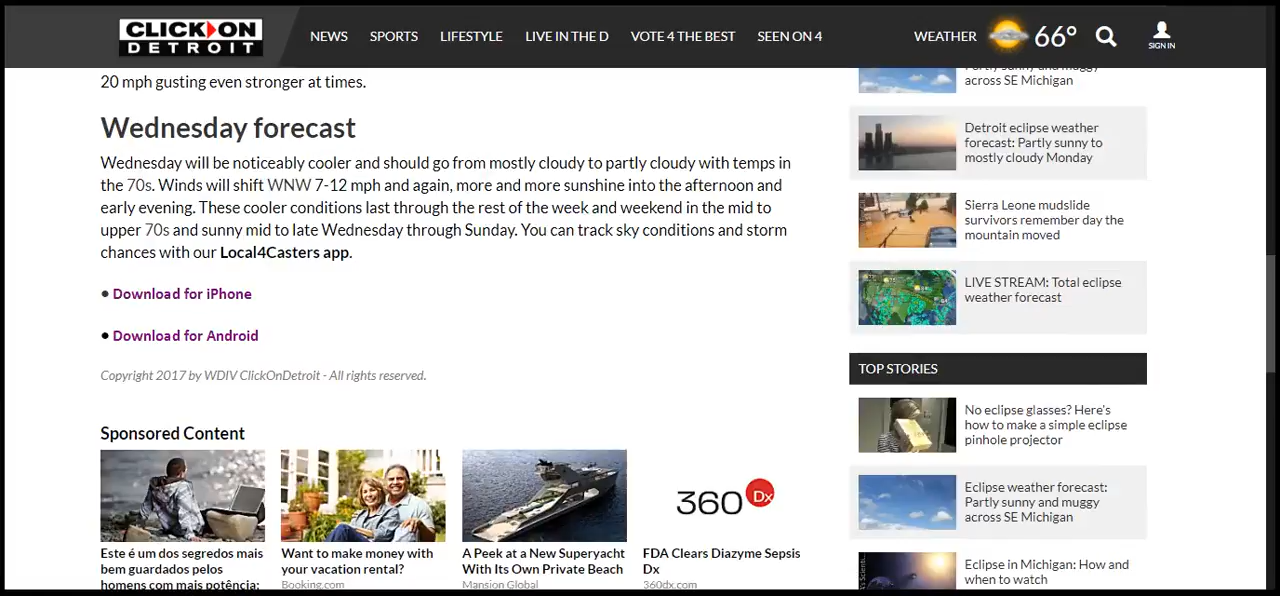 CLICK ON
DETROIT
NEWS SPORTS LIFESTYLE LIVE IN THE D VOTE 4 THE BEST SEEN ON 4 WEATHER 66° SIGN IN
20 mph gusting even stronger at times.
Wednesday forecast
Wednesday will be noticeably cooler and should go from mostly cloudy to partly cloudy with temps in
the 70s. Winds will shift WNW 7-12 mph and again, more and more sunshine into the afternoon and
early evening. These cooler conditions last through the rest of the week and weekend in the mid to
upper 70s and sunny mid to late Wednesday through Sunday. You can track sky conditions and storm
chances with our Local4Casters app.
• Download for iPhone
• Download for Android
Copyright 2017 by WDIV ClickOnDetroit - All rights reserved.
Sponsored Content
360 Dx
Este é um dos segredos mais
bem guardados pelos
homens com mais potência:
Want to make money with
your vacation rental?
Booking.com
A Peek at a New Superyacht
With Its Own Private Beach
Mansion Global
FDA Clears Diazyme Sepsis
Dx
360dx.com
Partly sunny and muggy
across SE Michigan
Detroit eclipse weather
forecast: Partly sunny to
mostly cloudy Monday
Sierra Leone mudslide
survivors remember day the
mountain moved
LIVE STREAM: Total eclipse
weather forecast
TOP STORIES
No eclipse glasses? Here's
how to make a simple eclipse
pinhole projector
Eclipse weather forecast:
Partly sunny and muggy
across SE Michigan
Eclipse in Michigan: How and
when to watch